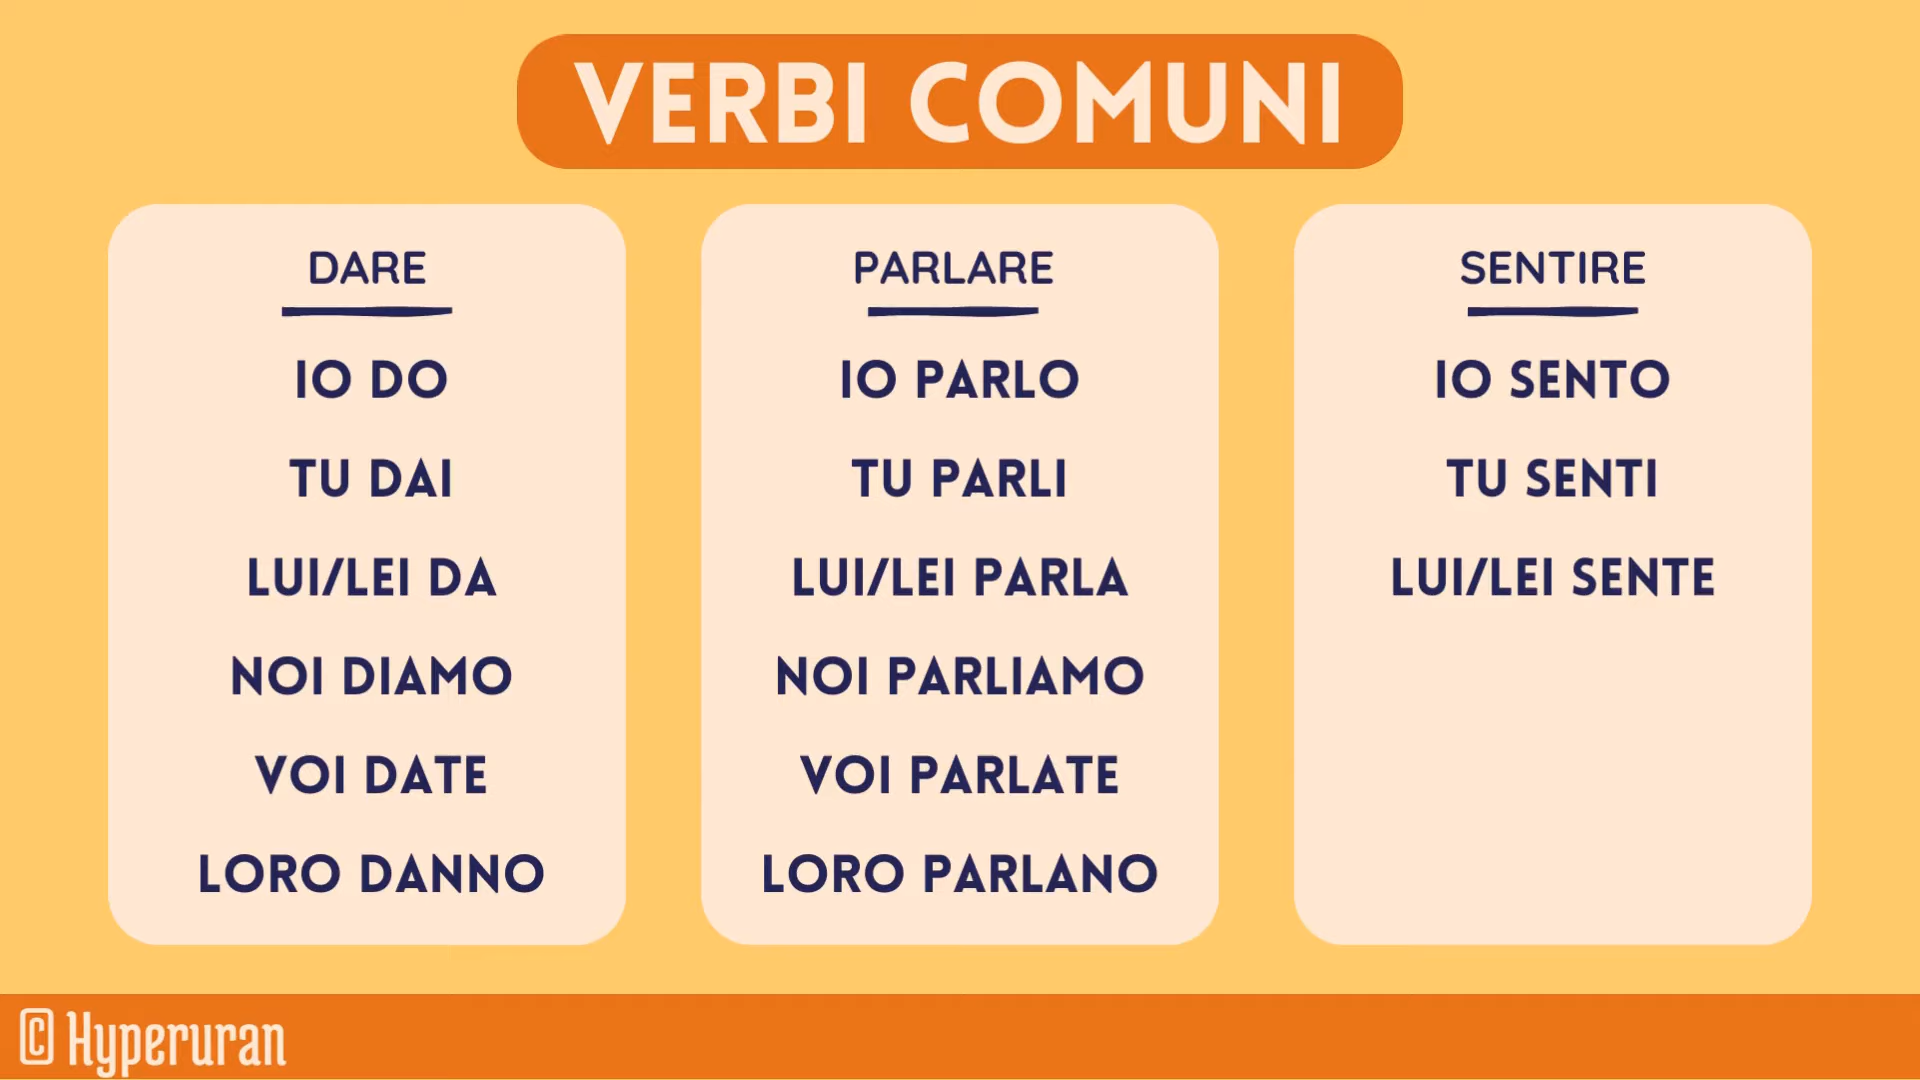 VERBI COMUNI
DARE
IO DO
TU DAI
LUI/LEI DA
NOI DIAMO
VOI DATE
LORO DANNO
PARLARE
IO PARLO
TU PARLI
LUI/LEI PARLA
NOI PARLIAMO
VOI PARLATE
LORO PARLANO
SENTIRE
IO SENTO
TU SENTI
LUI/LEI SENTE
© Hyperuran